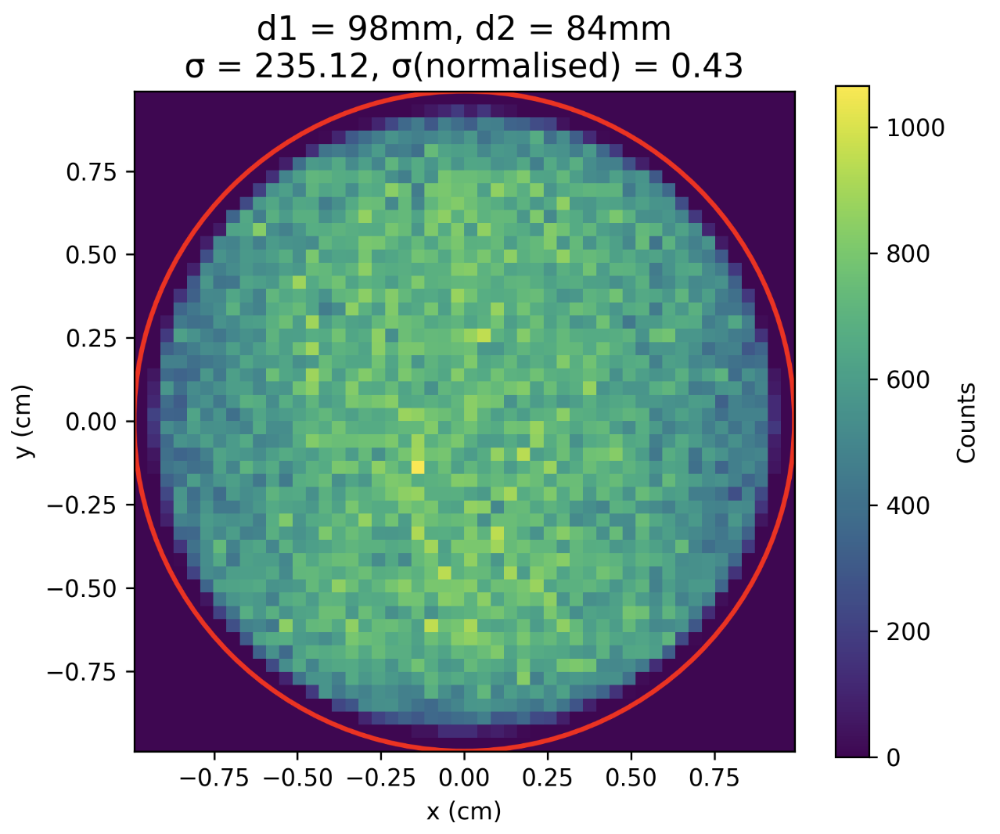 d1 = 98mm, d2 = 84mm
σ = 235.12, σ(normalised) = 0.43
0.75
0.50
0.25
0.00
−0.25
−0.50
−0.75
y (cm)
−0.75 −0.50 −0.25 0.00 0.25 0.50 0.75
x (cm)
1000
800
600
400
200
0
Counts